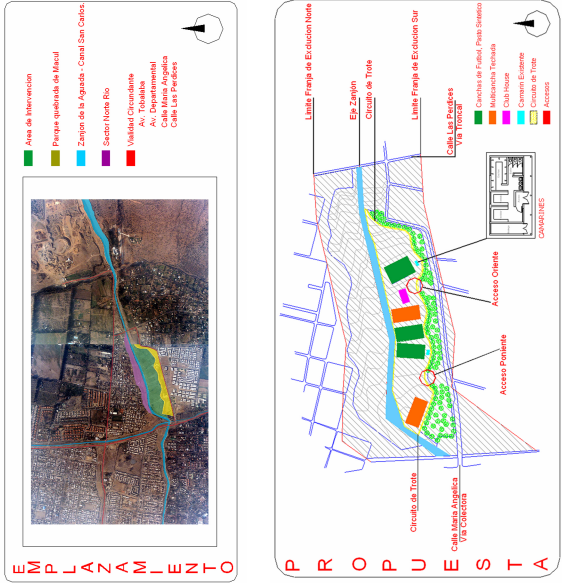 EMPLAZAMIENTO
Area de Intervencion
Parque quebrada de Macul
Zanjon de la Aguada - Canal San Carlos.
Sector Norte Rio
Vialidad Circundante
Av. Tobalaba
Av. Departamental
Calle Maria Angelica
Calle Las Perdices
PROPUESTA
Limite Franja de Exclucion Norte
Eje Zanjón
Circuito de Trote
Limite Franja de Exclucion Sur
Calle Las Perdices
Via Troncal
Canchas de Futbol, Pasto Sintetico
Multicancha Techada
Club House
Camarin Existente
Circuito de Trote
Accesos
CAMARINES
Acceso Oriente
Acceso Poniente
Circuito de Trote
Calle Maria Angelica
Via Colectora